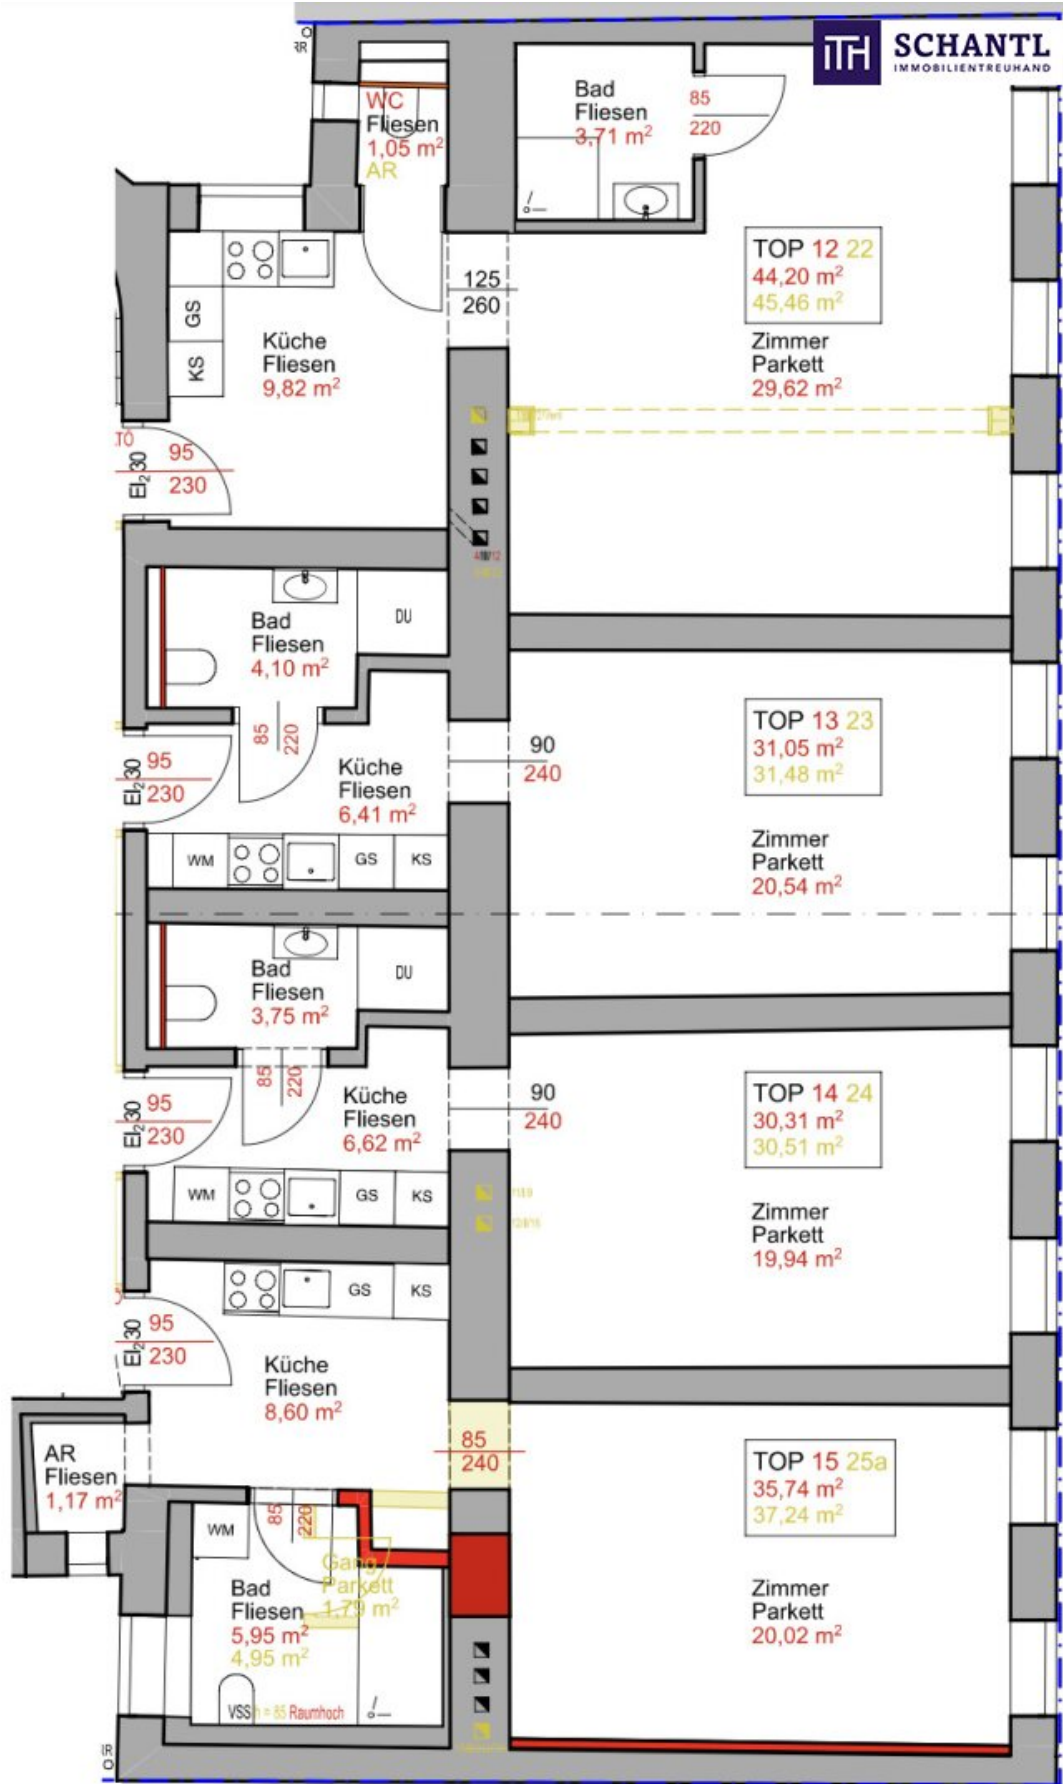 ITH SCHANTL
IMMOBILIENTREUHAND
RR
WC
Fliesen
1,05 m²
AR
Bad
Fliesen
3,71 m²
85
220
TOP 12 22
44,20 m²
45,46 m²
125
260
GS
KS
Küche
Fliesen
9,82 m²
Zimmer
Parkett
29,62 m²
95
230
EI₂30
Bad
Fliesen
4,10 m²
DU
85
220
TOP 13 23
31,05 m²
31,48 m²
90
240
95
230
EI₂30
Küche
Fliesen
6,41 m²
WM
GS
KS
Zimmer
Parkett
20,54 m²
Bad
Fliesen
3,75 m²
DU
85
220
TOP 14 24
30,31 m²
30,51 m²
90
240
95
230
EI₂30
Küche
Fliesen
6,62 m²
WM
GS
KS
Zimmer
Parkett
19,94 m²
GS
KS
95
230
EI₂30
Küche
Fliesen
8,60 m²
85
240
AR
Fliesen
1,17 m²
TOP 15 25a
35,74 m²
37,24 m²
WM
85
220
Gang
Parkett
1,79 m²
Bad
Fliesen
5,95 m²
4,95 m²
Zimmer
Parkett
20,02 m²
VSS h = 85 Raumhoch